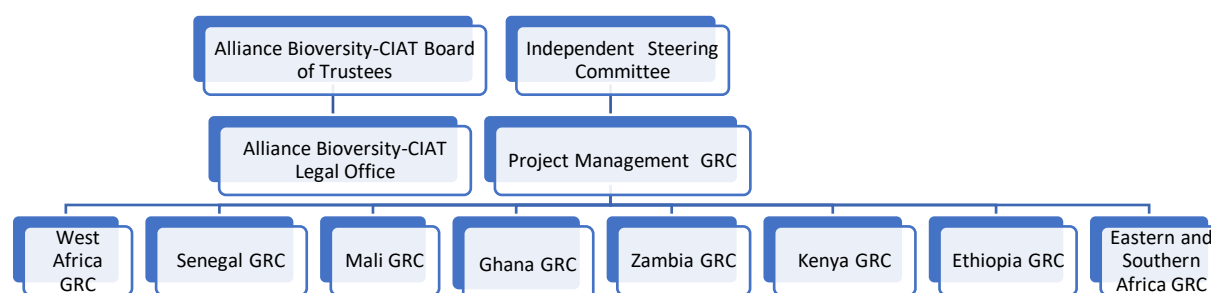 Alliance Bioversity-CIAT Board
of Trustees
Independent Steering
Committee
Alliance Bioversity-CIAT
Legal Office
Project Management GRC
West
Africa
GRC
Senegal GRC
Mali GRC
Ghana GRC
Zambia GRC
Kenya GRC
Ethiopia GRC
Eastern and
Southern
Africa GRC